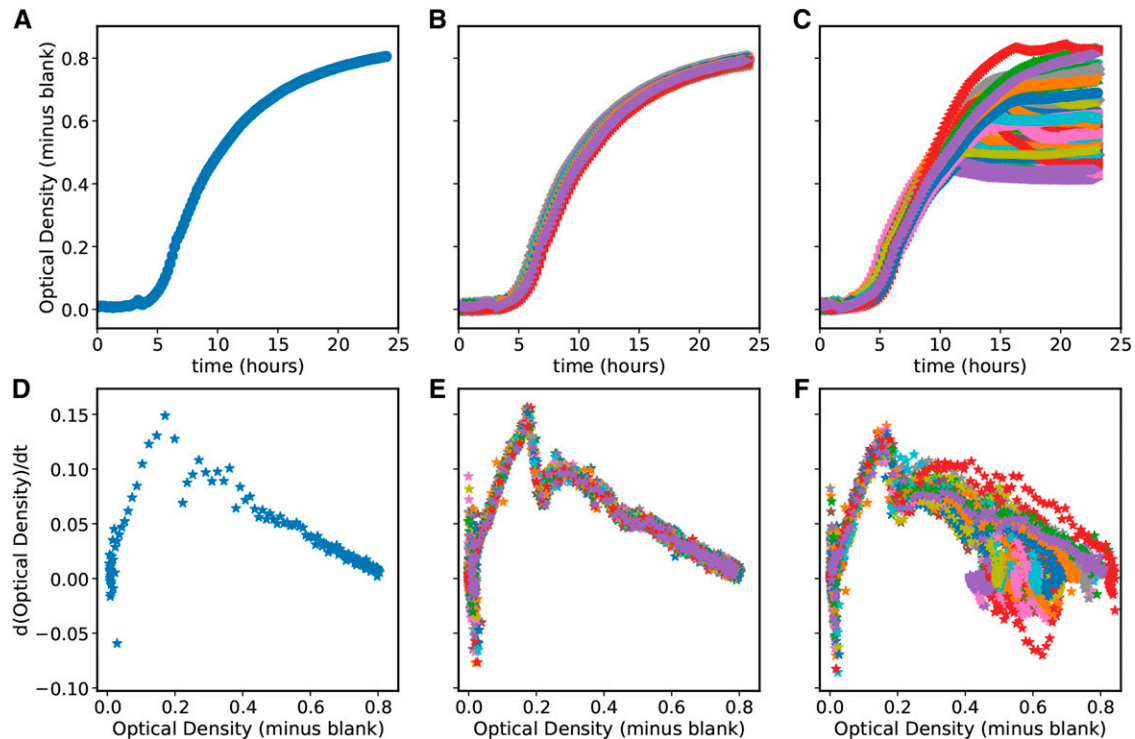 A B C
Optical Density (minus blank)
0.8
0.6
0.4
0.2
0.0
0 5 10 15 20 25
0 5 10 15 20 25
0 5 10 15 20 25
time (hours) time (hours) time (hours)
D E F
d(Optical Density)/dt
0.15
0.10
0.05
0.00
−0.05
−0.10
0.0 0.2 0.4 0.6 0.8
0.0 0.2 0.4 0.6 0.8
0.0 0.2 0.4 0.6 0.8
Optical Density (minus blank) Optical Density (minus blank) Optical Density (minus blank)